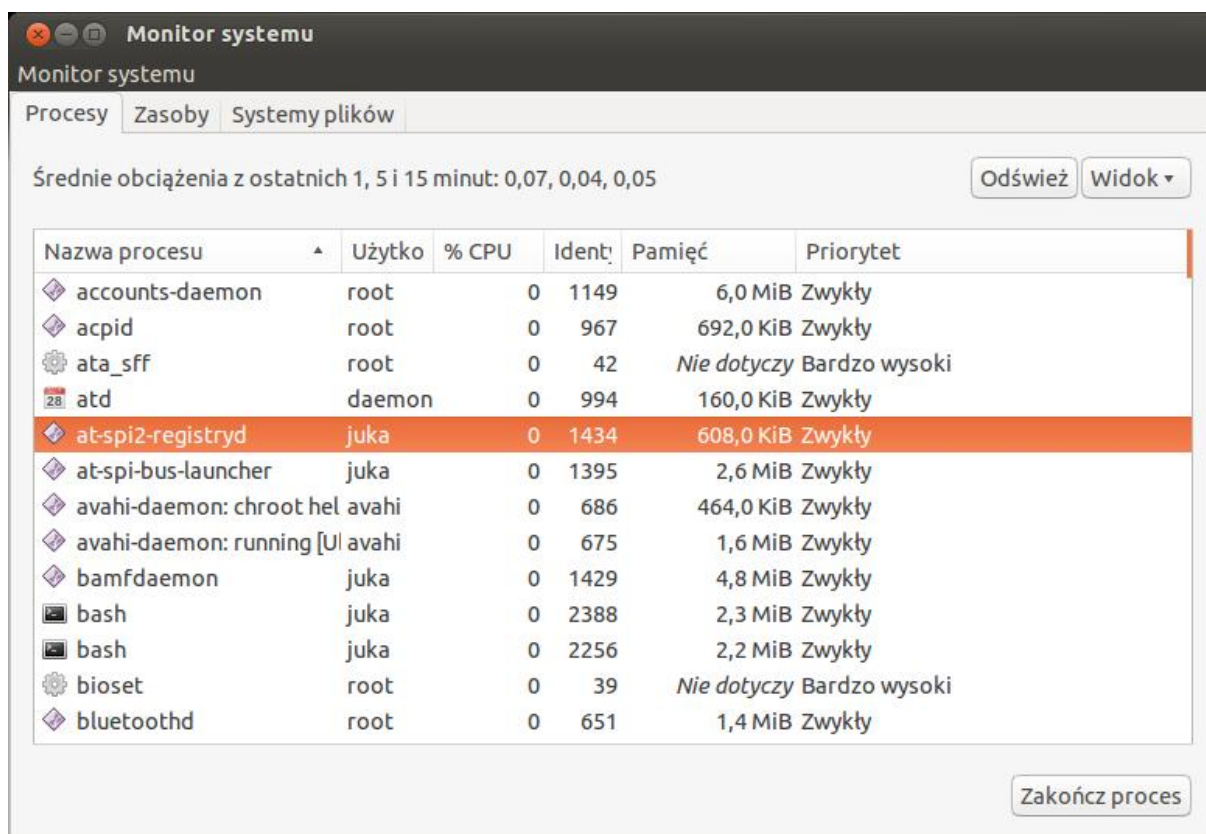 Monitor systemu
Monitor systemu
Procesy Zasoby Systemy plików
Średnie obciążenia z ostatnich 1, 5 i 15 minut: 0,07, 0,04, 0,05 Odśwież Widok
Nazwa procesu Użytko % CPU Identy Pamięć Priorytet
accounts-daemon root 0 1149 6,0 MiB Zwykły
acpid root 0 967 692,0 KiB Zwykły
ata_sff root 0 42 Nie dotyczy Bardzo wysoki
28 atd daemon 0 994 160,0 KiB Zwykły
at-spi2-registryd juka 0 1434 608,0 KiB Zwykły
at-spi-bus-launcher juka 0 1395 2,6 MiB Zwykły
avahi-daemon: chroot hel avahi 0 686 464,0 KiB Zwykły
avahi-daemon: running [Ul avahi 0 675 1,6 MiB Zwykły
bamfdaemon juka 0 1429 4,8 MiB Zwykły
bash juka 0 2388 2,3 MiB Zwykły
bash juka 0 2256 2,2 MiB Zwykły
bioset root 0 39 Nie dotyczy Bardzo wysoki
bluetoothd root 0 651 1,4 MiB Zwykły
Zakończ proces